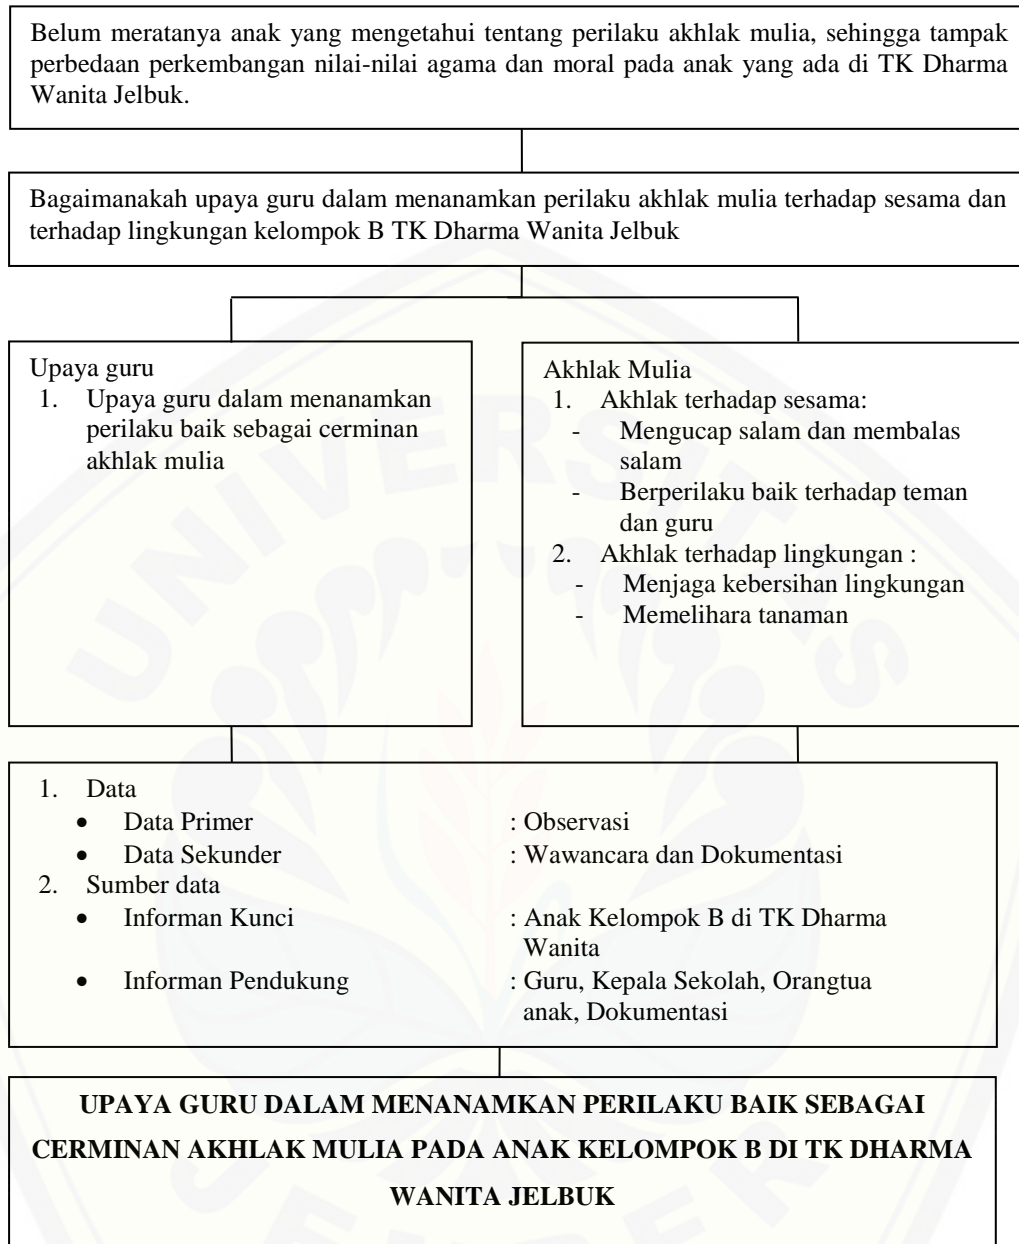 Belum meratanya anak yang mengetahui tentang perilaku akhlak mulia, sehingga tampak
perbedaan perkembangan nilai-nilai agama dan moral pada anak yang ada di TK Dharma
Wanita Jelbuk.
Bagaimanakah upaya guru dalam menanamkan perilaku akhlak mulia terhadap sesama dan
terhadap lingkungan kelompok B TK Dharma Wanita Jelbuk
Upaya guru
1. Upaya guru dalam menanamkan
perilaku baik sebagai cerminan
akhlak mulia
Akhlak Mulia
1. Akhlak terhadap sesama:
- Mengucap salam dan membalas
salam
- Berperilaku baik terhadap teman
dan guru
2. Akhlak terhadap lingkungan :
- Menjaga kebersihan lingkungan
- Memelihara tanaman
1. Data
• Data Primer : Observasi
• Data Sekunder : Wawancara dan Dokumentasi
2. Sumber data
• Informan Kunci : Anak Kelompok B di TK Dharma
Wanita
• Informan Pendukung : Guru, Kepala Sekolah, Orangtua
anak, Dokumentasi
UPAYA GURU DALAM MENANAMKAN PERILAKU BAIK SEBAGAI
CERMINAN AKHLAK MULIA PADA ANAK KELOMPOK B DI TK DHARMA
WANITA JELBUK
UNIVERSITAS